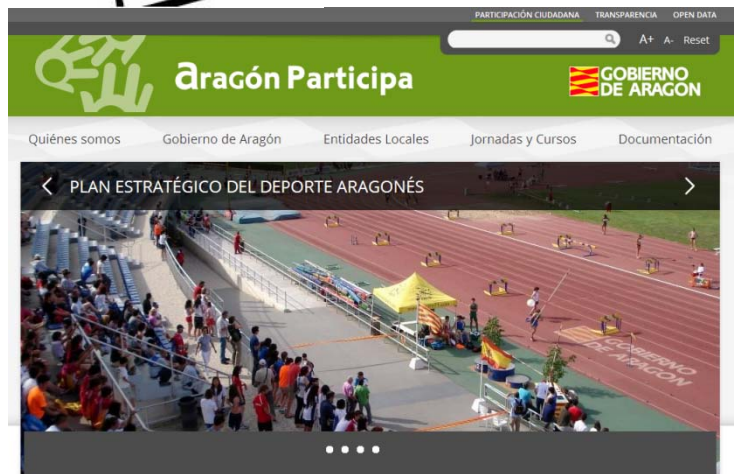 PARTICIPACIÓN CIUDADANA TRANSPARENCIA OPEN DATA
A+ A- Reset
aragón Participa
GOBIERNO
DE ARAGON
Quiénes somos Gobierno de Aragón Entidades Locales Jornadas y Cursos Documentación
PLAN ESTRATÉGICO DEL DEPORTE ARAGONÉS
GOBIERNO
DE ARAGON